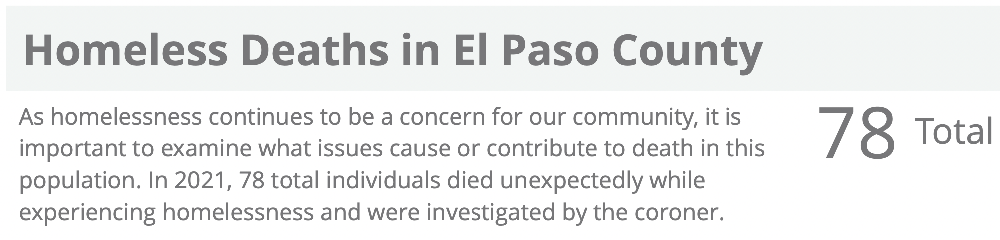 Homeless Deaths in El Paso County
As homelessness continues to be a concern for our community, it is
important to examine what issues cause or contribute to death in this
population. In 2021, 78 total individuals died unexpectedly while
experiencing homelessness and were investigated by the coroner.
78 Total